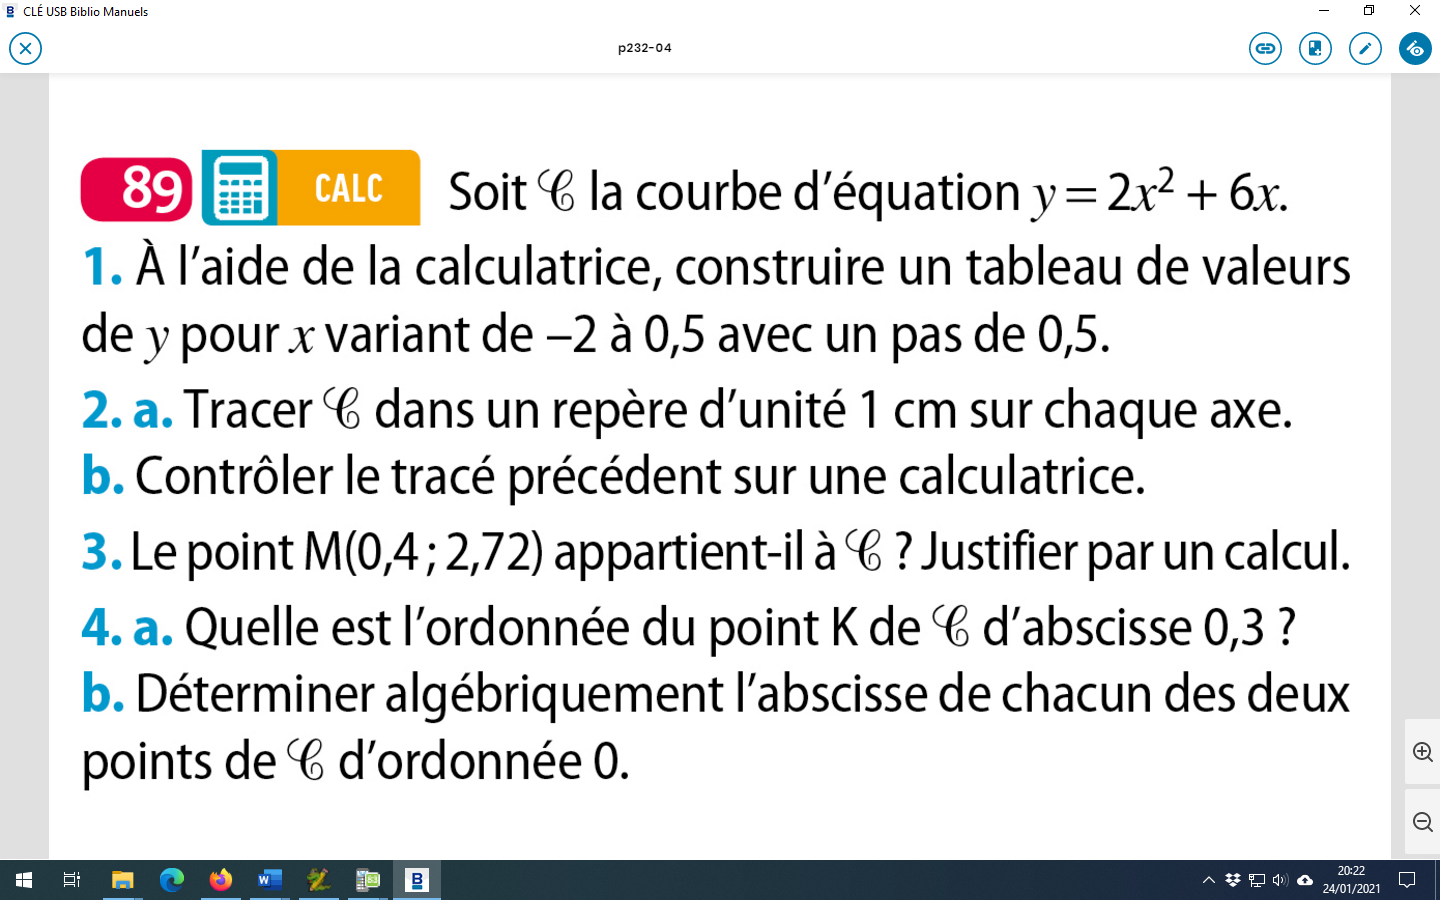 CLÉ USB Biblio Manuels
p232-04
89 CALC Soit 𝒞 la courbe d’équation y = 2x² + 6x.
1. À l’aide de la calculatrice, construire un tableau de valeurs
de y pour x variant de –2 à 0,5 avec un pas de 0,5.
2. a. Tracer 𝒞 dans un repère d’unité 1 cm sur chaque axe.
b. Contrôler le tracé précédent sur une calculatrice.
3. Le point M(0,4 ; 2,72) appartient-il à 𝒞 ? Justifier par un calcul.
4. a. Quelle est l’ordonnée du point K de 𝒞 d’abscisse 0,3 ?
b. Déterminer algébriquement l’abscisse de chacun des deux
points de 𝒞 d’ordonnée 0.
20:22
24/01/2021